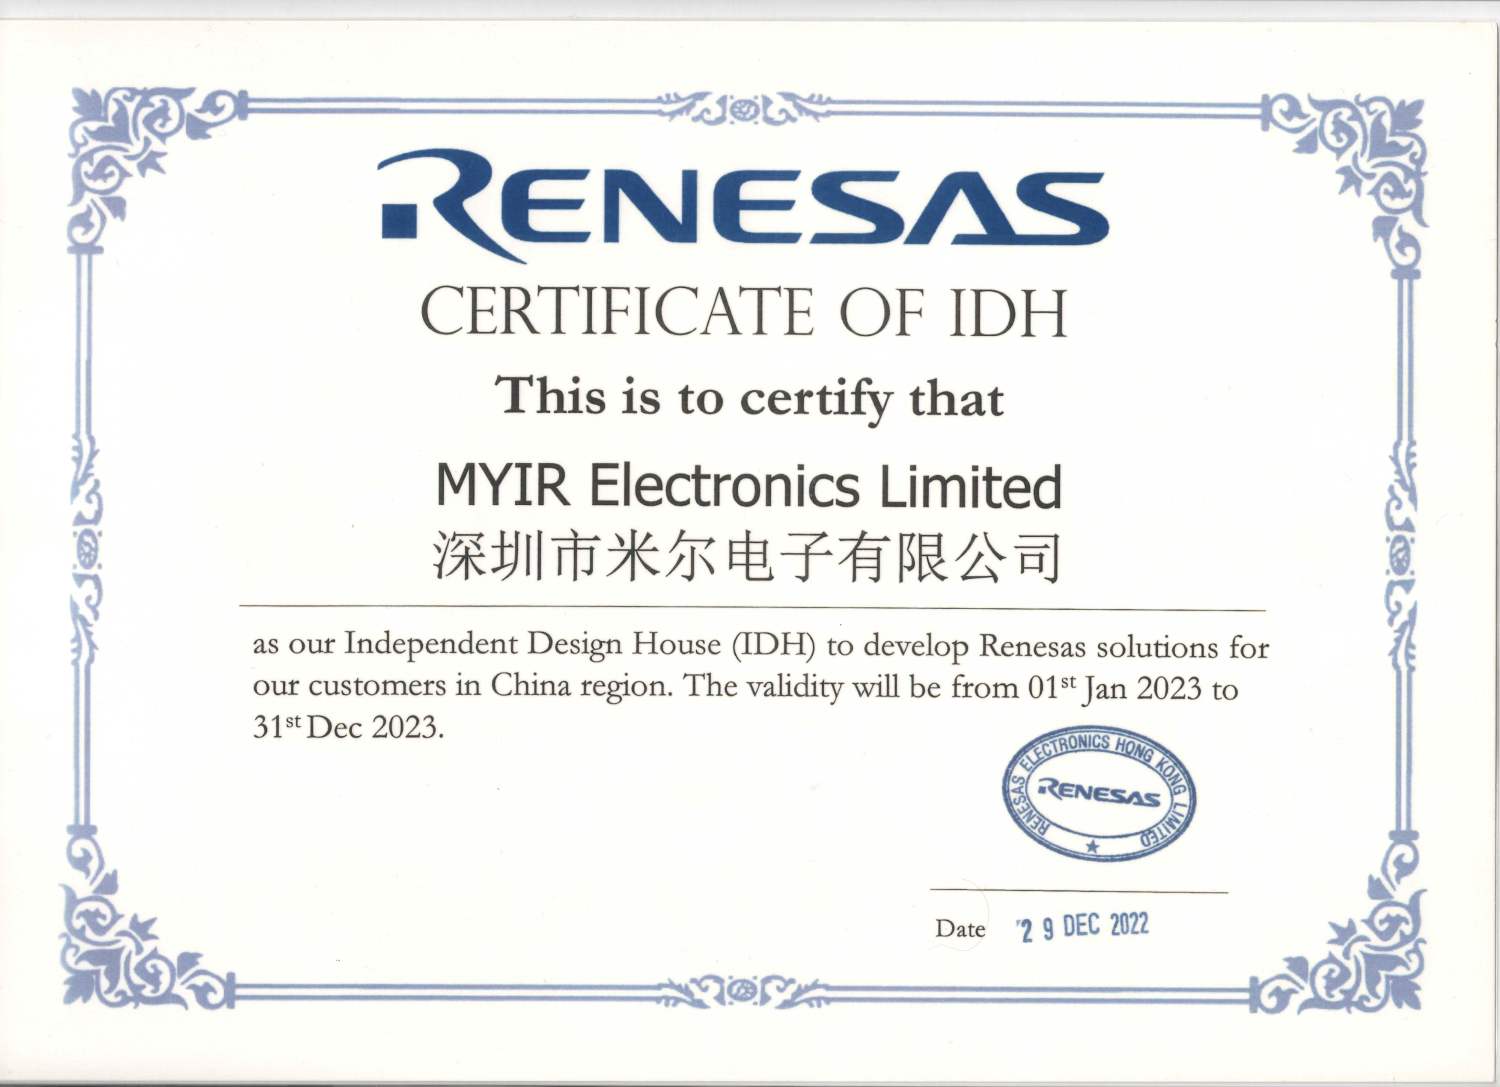 RENESAS
CERTIFICATE OF IDH
This is to certify that
MYIR Electronics Limited
深圳市米尔电子有限公司
as our Independent Design House (IDH) to develop Renesas solutions for
our customers in China region. The validity will be from 01st Jan 2023 to
31st Dec 2023.
RENESAS ELECTRONICS HONG KONG LIMITED
RENESAS
Date 29 DEC 2022